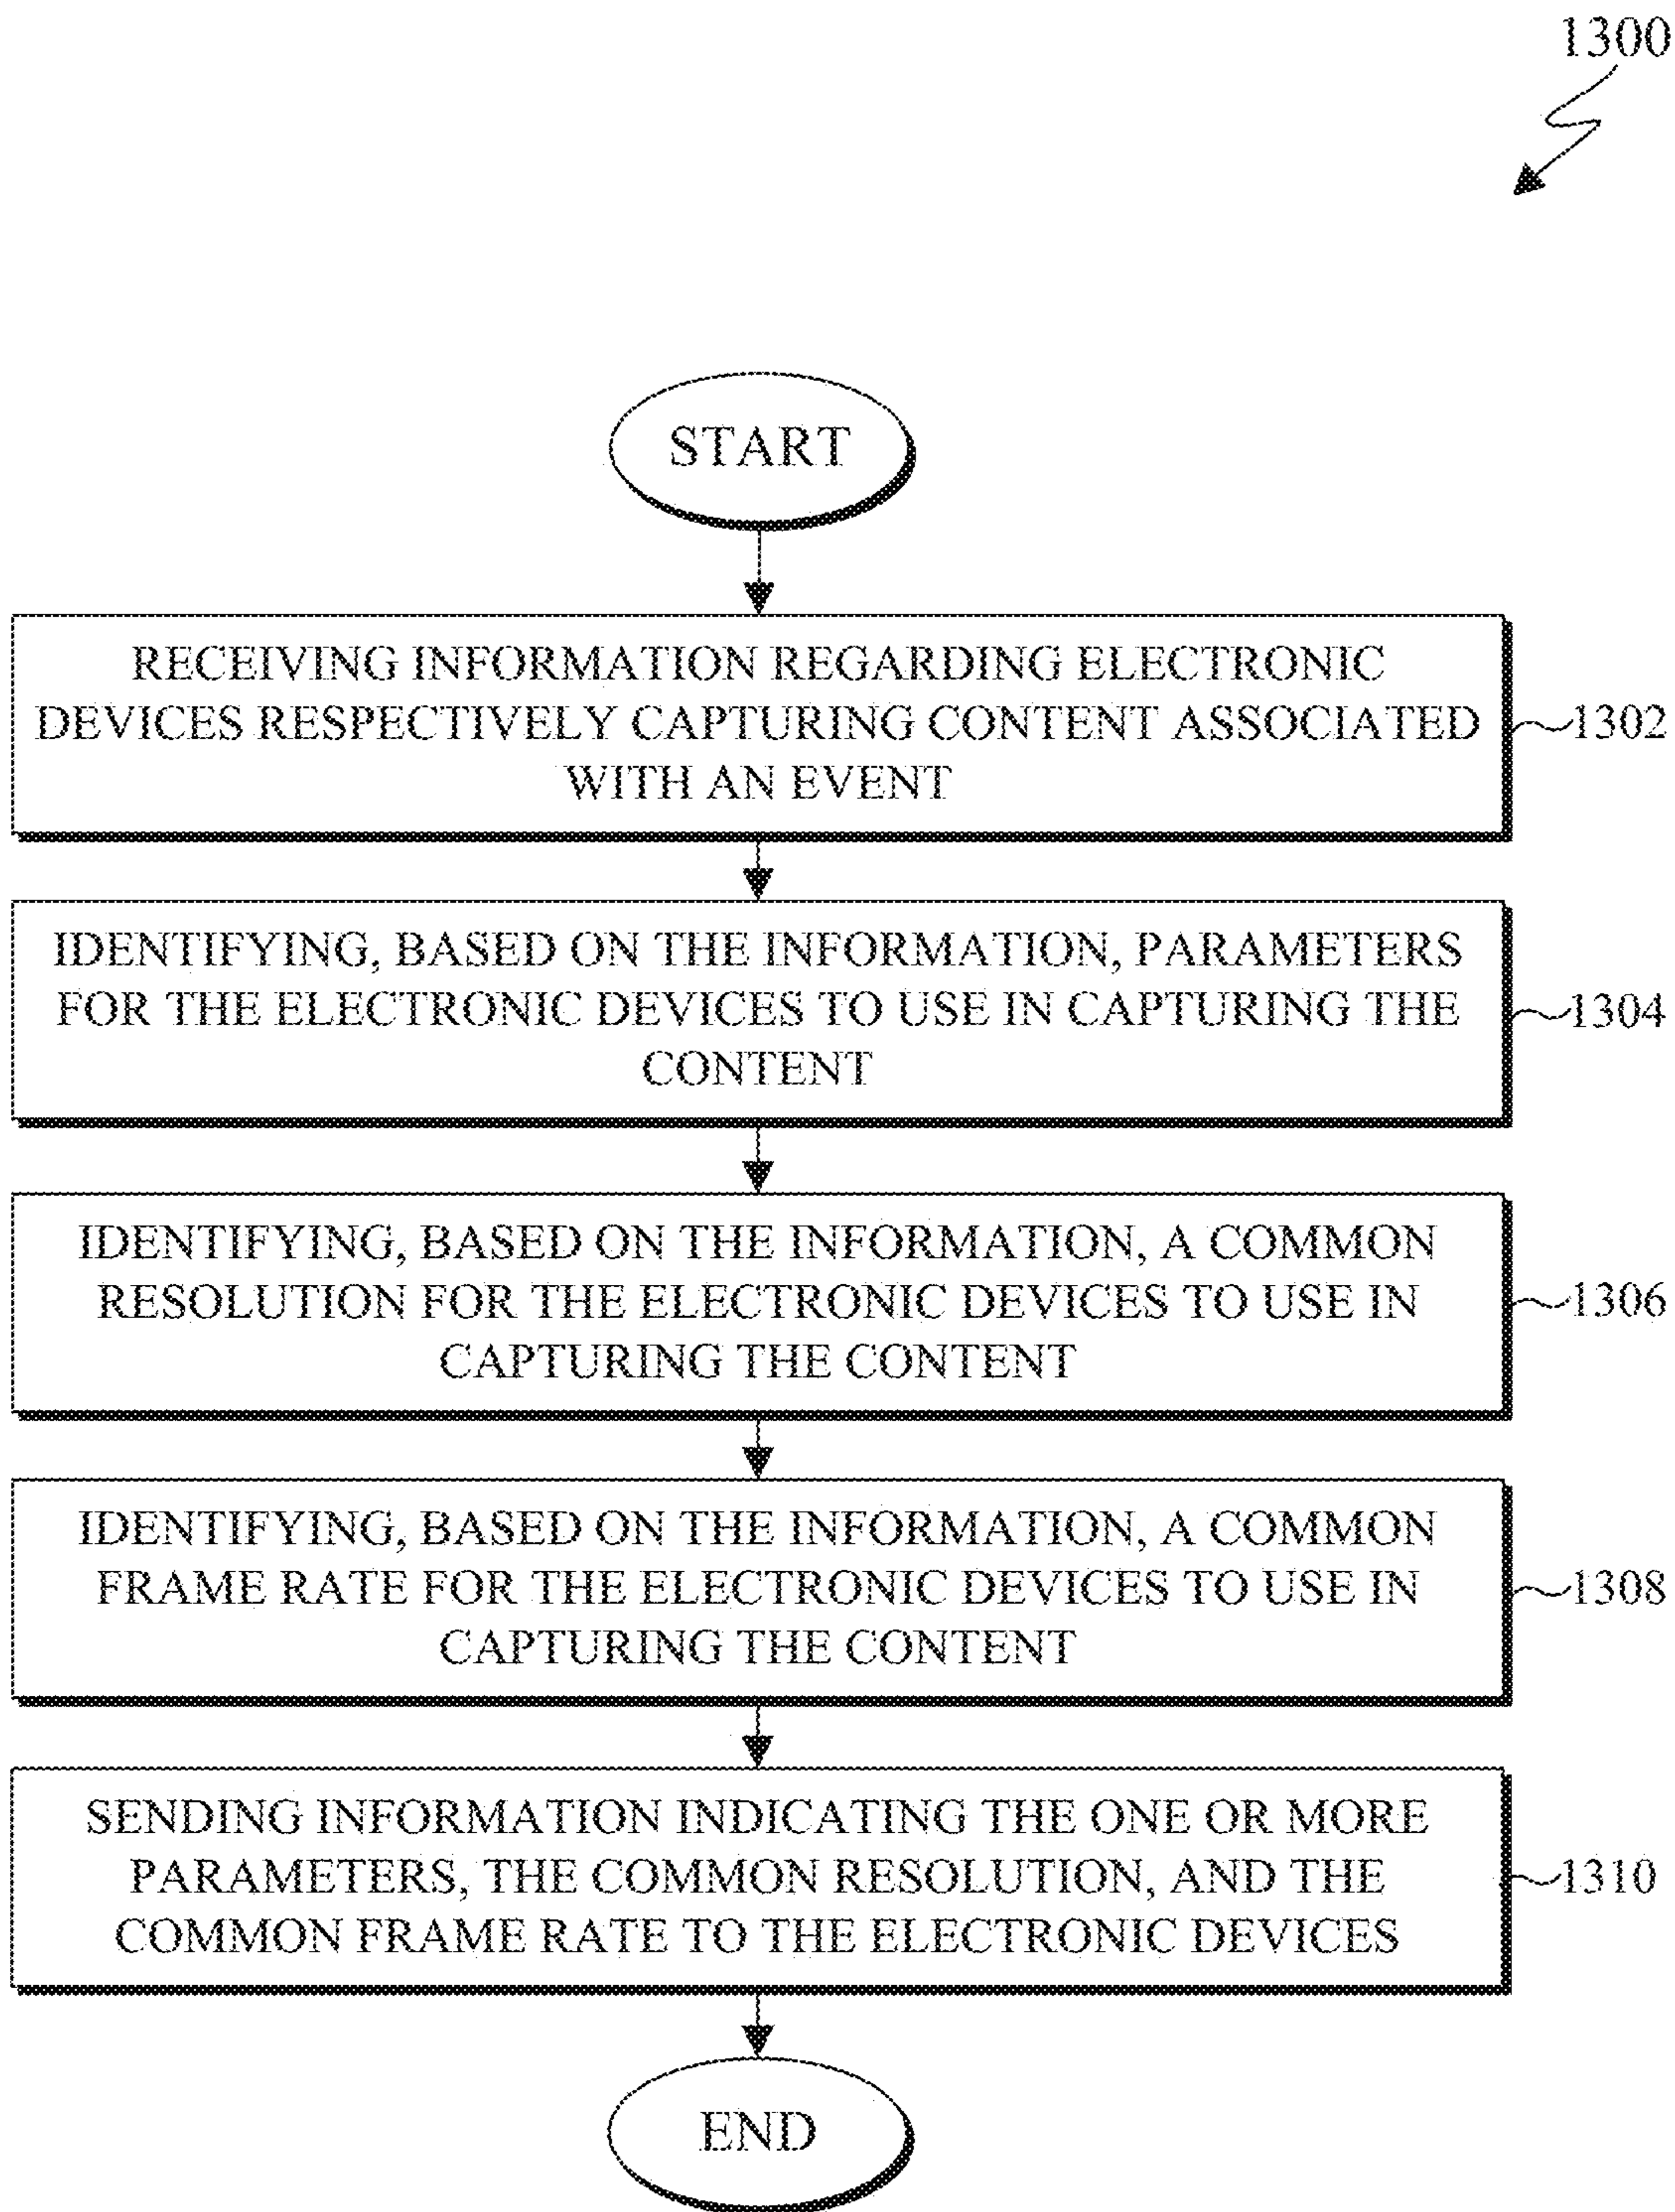 1300
START
RECEIVING INFORMATION REGARDING ELECTRONIC
DEVICES RESPECTIVELY CAPTURING CONTENT ASSOCIATED
WITH AN EVENT
1302
IDENTIFYING, BASED ON THE INFORMATION, PARAMETERS
FOR THE ELECTRONIC DEVICES TO USE IN CAPTURING THE
CONTENT
1304
IDENTIFYING, BASED ON THE INFORMATION, A COMMON
RESOLUTION FOR THE ELECTRONIC DEVICES TO USE IN
CAPTURING THE CONTENT
1306
IDENTIFYING, BASED ON THE INFORMATION, A COMMON
FRAME RATE FOR THE ELECTRONIC DEVICES TO USE IN
CAPTURING THE CONTENT
1308
SENDING INFORMATION INDICATING THE ONE OR MORE
PARAMETERS, THE COMMON RESOLUTION, AND THE
COMMON FRAME RATE TO THE ELECTRONIC DEVICES
1310
END